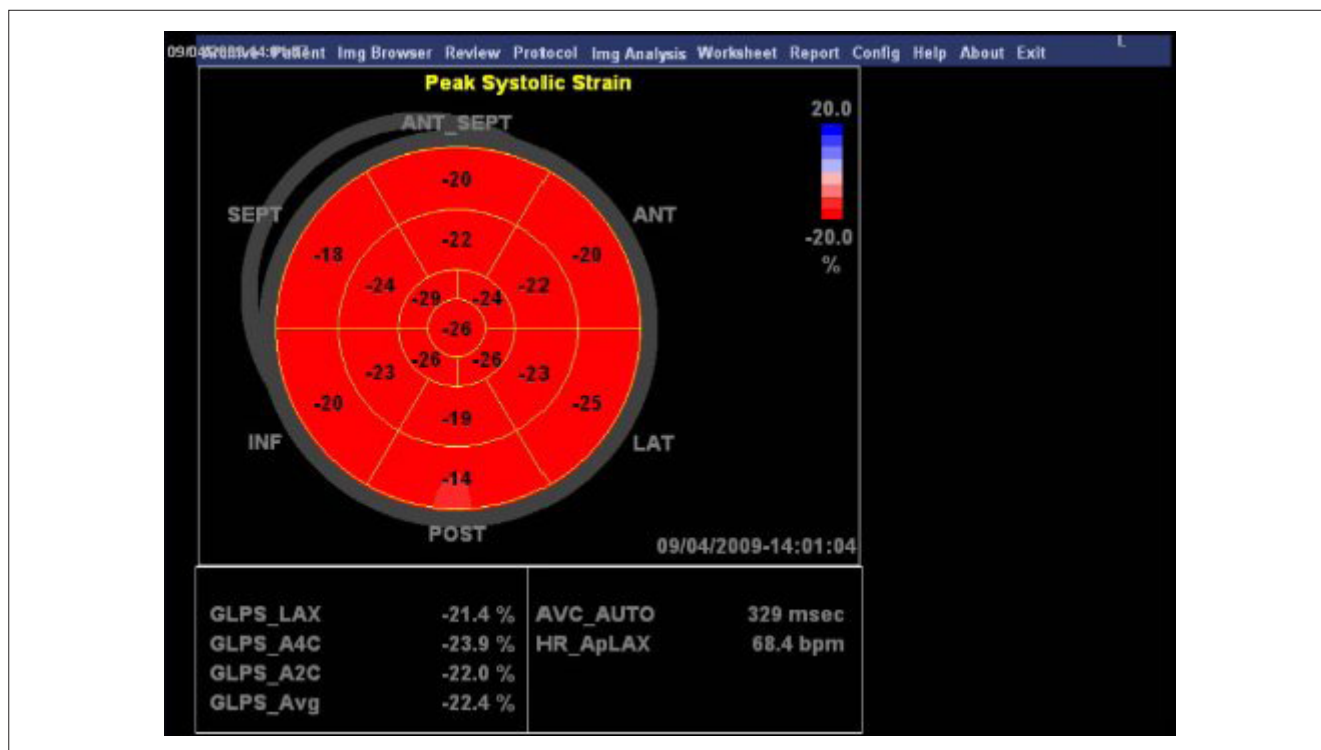 Patient Img Browser Review Protocol Img Analysis Worksheet Report Config Help About Exit
L
Peak Systolic Strain
20.0
ANT_SEPT
-20
SEPT
ANT
-22
-20.0
-18
-20
%
-24
-29
-24
-22
-26
-23
-26
-26
-23
-20
-25
-19
INF
LAT
-14
POST
09/04/2009-14:01:04
GLPS_LAX -21.4 % AVC_AUTO 329 msec
GLPS_A4C -23.9 % HR_ApLAX 68.4 bpm
GLPS_A2C -22.0 %
GLPS_Avg -22.4 %